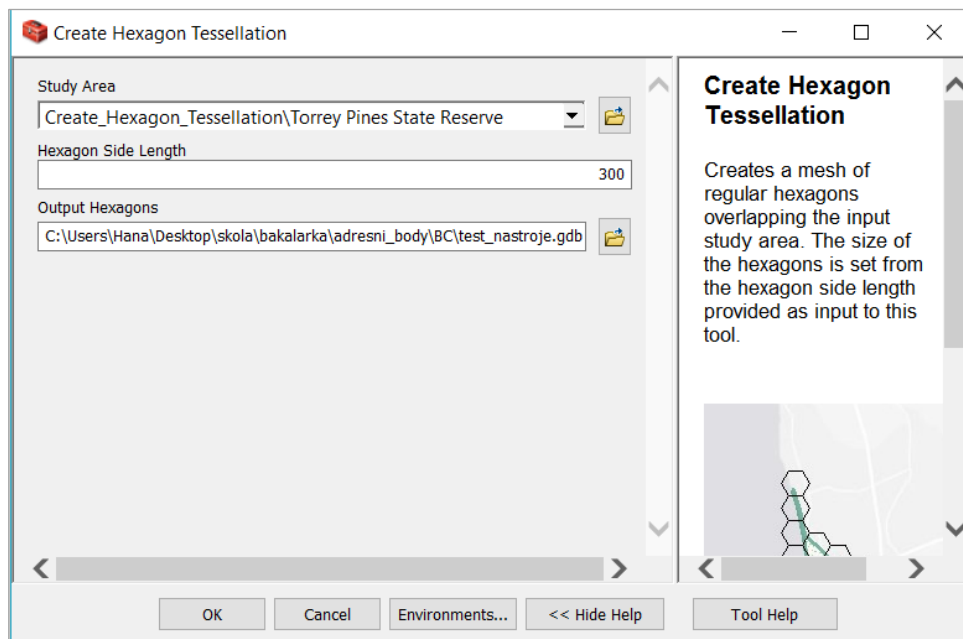 Create Hexagon Tessellation
Study Area
Create_Hexagon_Tessellation\Torrey Pines State Reserve
Hexagon Side Length
300
Output Hexagons
C:\Users\Hana\Desktop\skola\bakalarka\adresni_body\BC\test_nastroje.gdb
Create Hexagon
Tessellation
Creates a mesh of
regular hexagons
overlapping the input
study area. The size of
the hexagons is set from
the hexagon side length
provided as input to this
tool.
OK
Cancel
Environments...
<< Hide Help
Tool Help